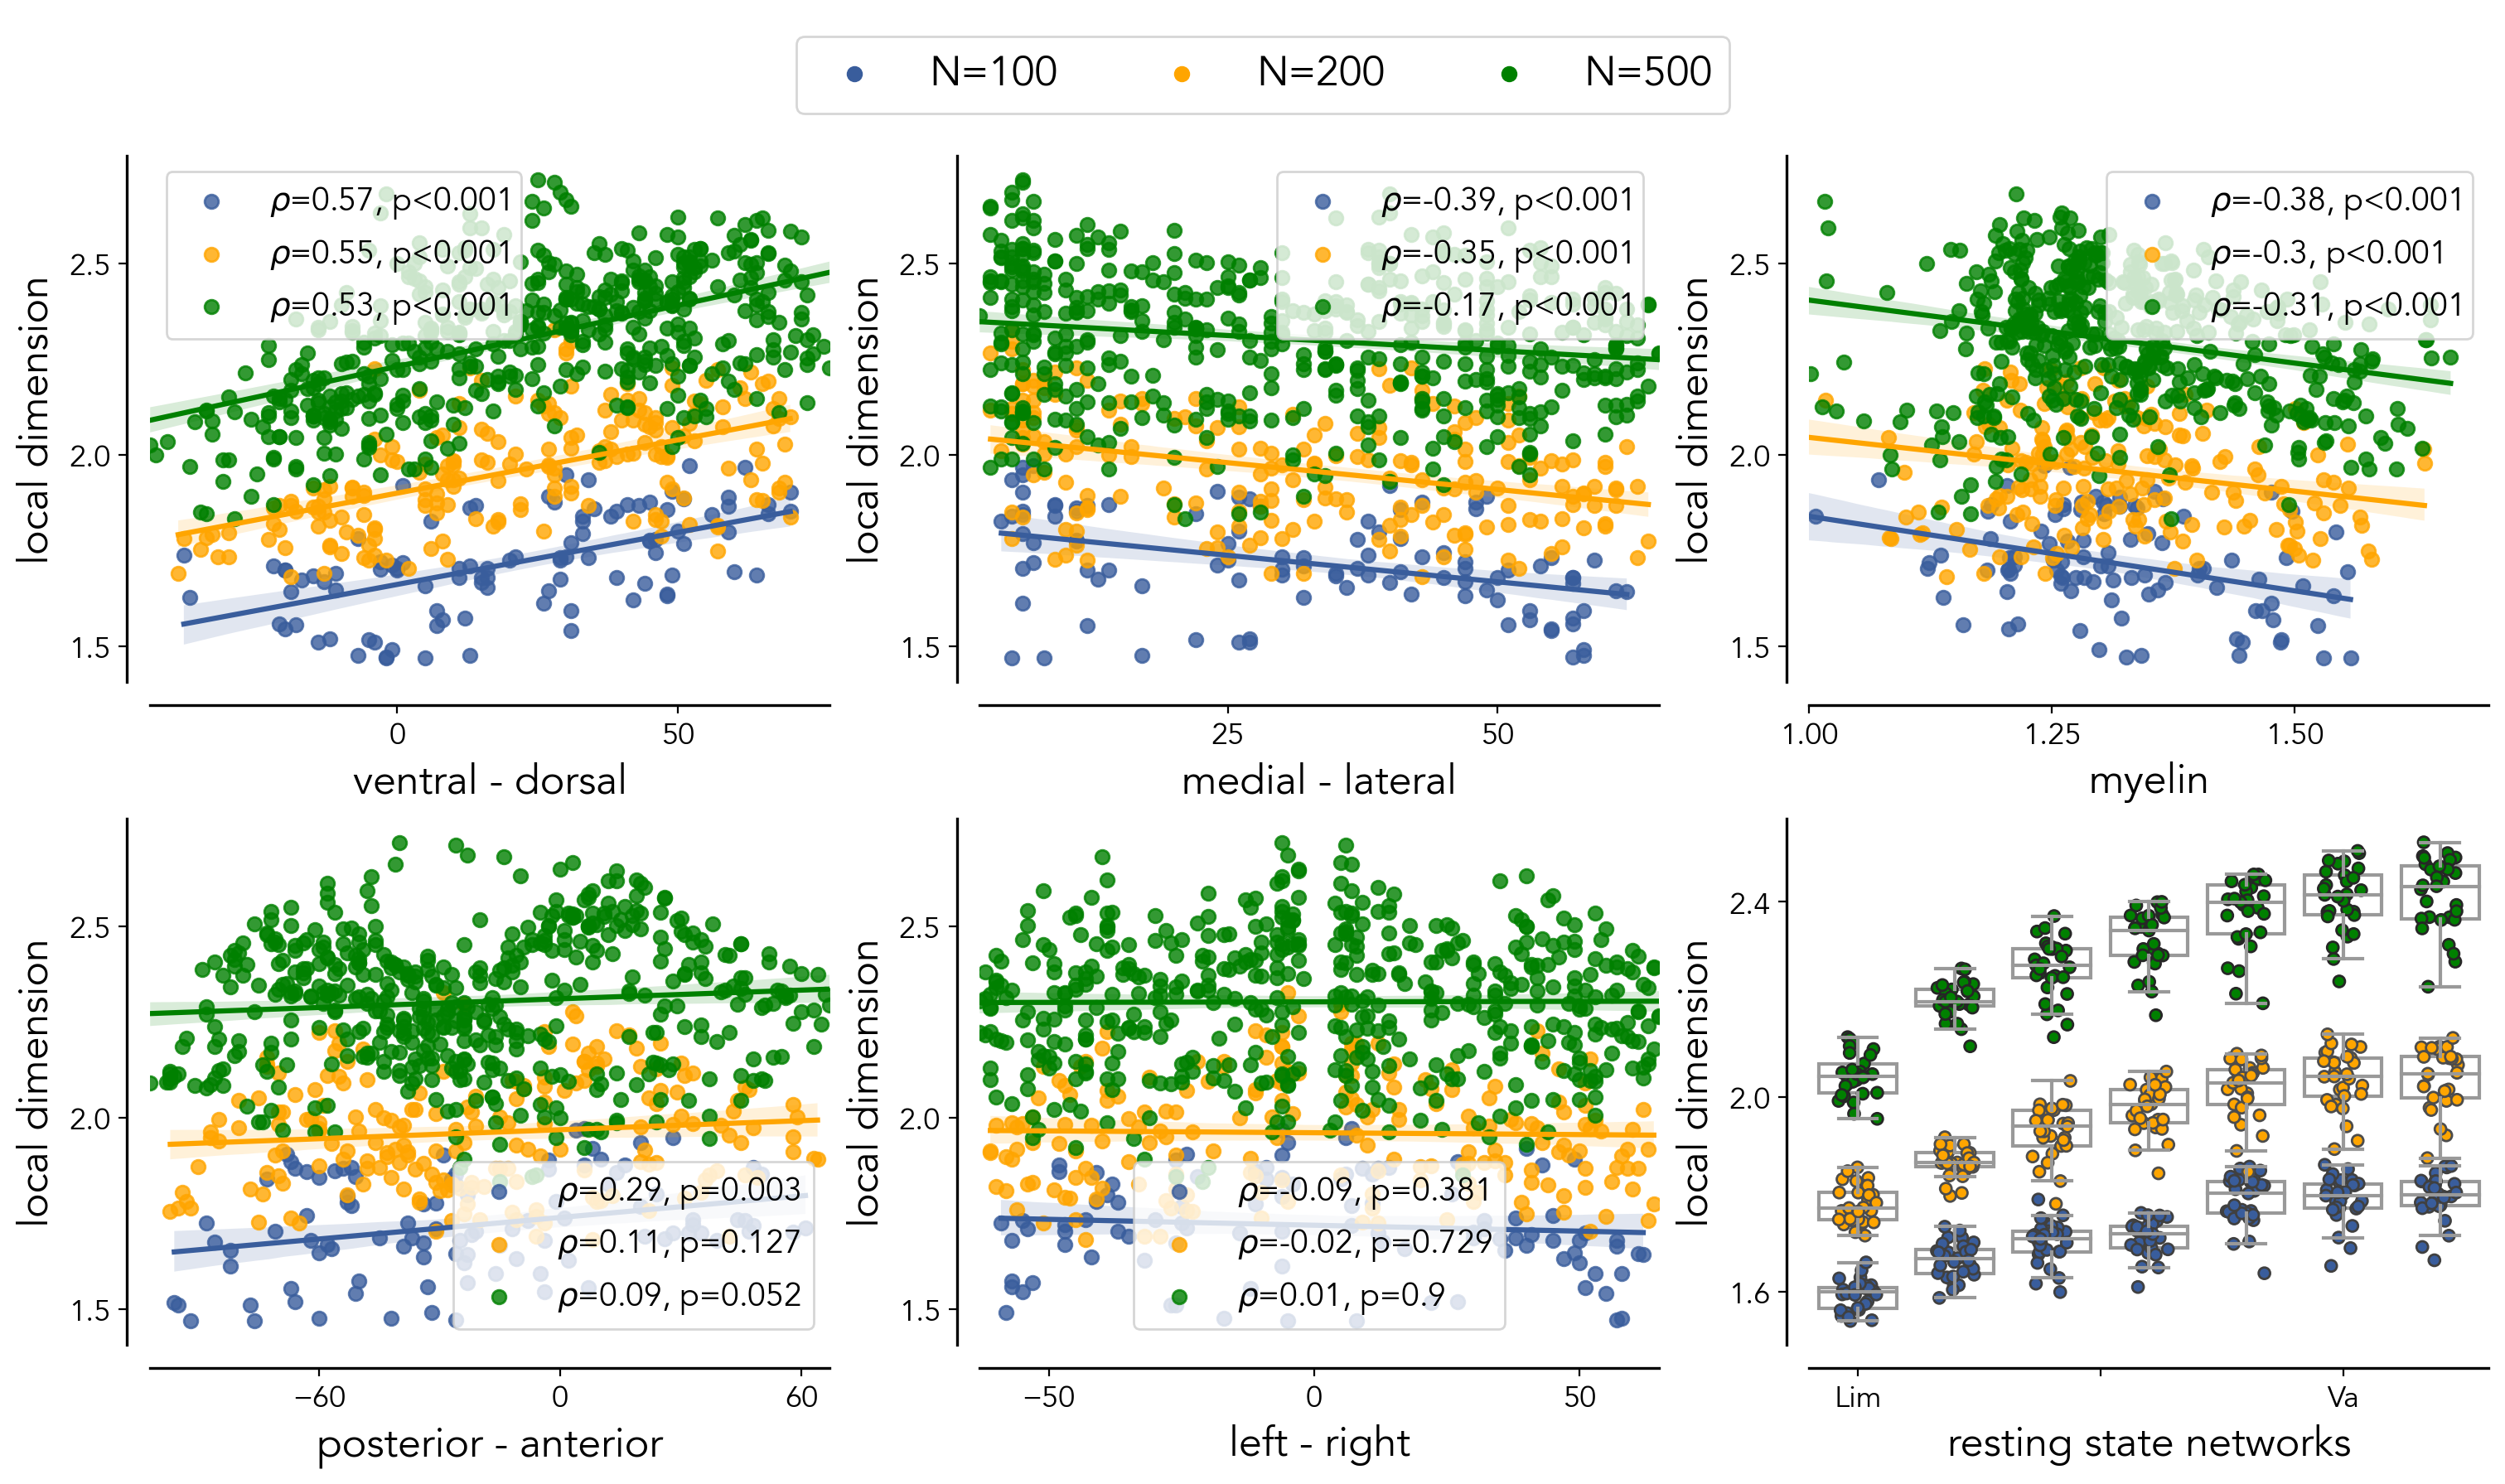 N=100 N=200 N=500
ρ=0.57, p<0.001
ρ=0.55, p<0.001
ρ=0.53, p<0.001
local dimension
2.5
2.0
1.5
0 50
ventral - dorsal
ρ=-0.39, p<0.001
ρ=-0.35, p<0.001
ρ=-0.17, p<0.001
local dimension
2.5
2.0
1.5
25 50
medial - lateral
ρ=-0.38, p<0.001
ρ=-0.3, p<0.001
ρ=-0.31, p<0.001
local dimension
2.5
2.0
1.5
1.00 1.25 1.50
myelin
local dimension
2.5
2.0
1.5
ρ=0.29, p=0.003
ρ=0.11, p=0.127
ρ=0.09, p=0.052
−60 0 60
posterior - anterior
local dimension
2.5
2.0
1.5
ρ=-0.09, p=0.381
ρ=-0.02, p=0.729
ρ=0.01, p=0.9
−50 0 50
left - right
local dimension
2.4
2.0
1.6
Lim Va
resting state networks